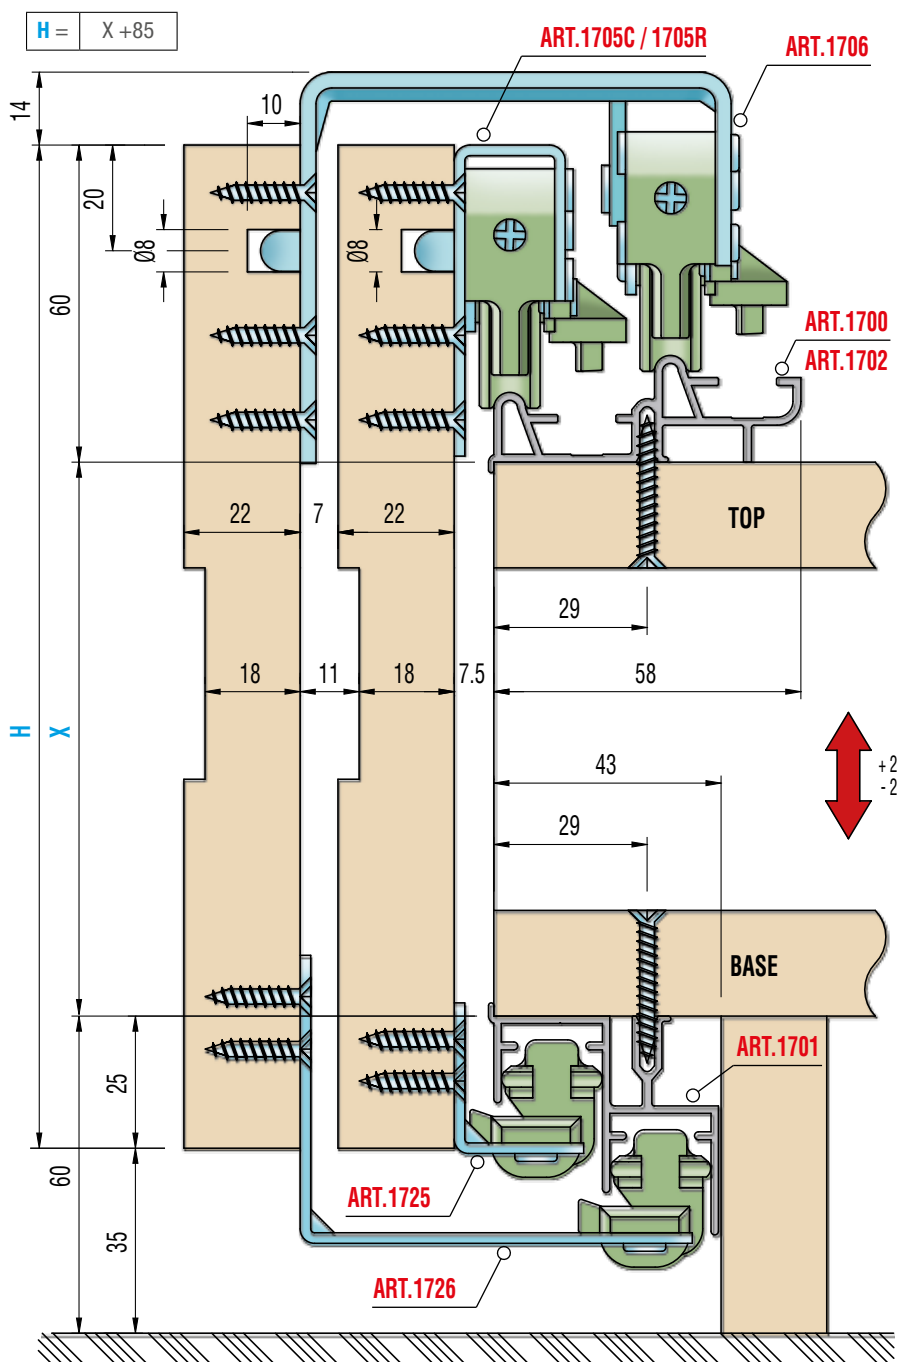 H = X +85
ART.1705C / 1705R
ART.1706
14
10
20
Ø8
Ø8
60
ART.1700
ART.1702
22
7
22
TOP
29
18
11
18
7.5
58
H
X
43
+2
-2
29
BASE
25
ART.1701
60
ART.1725
35
ART.1726